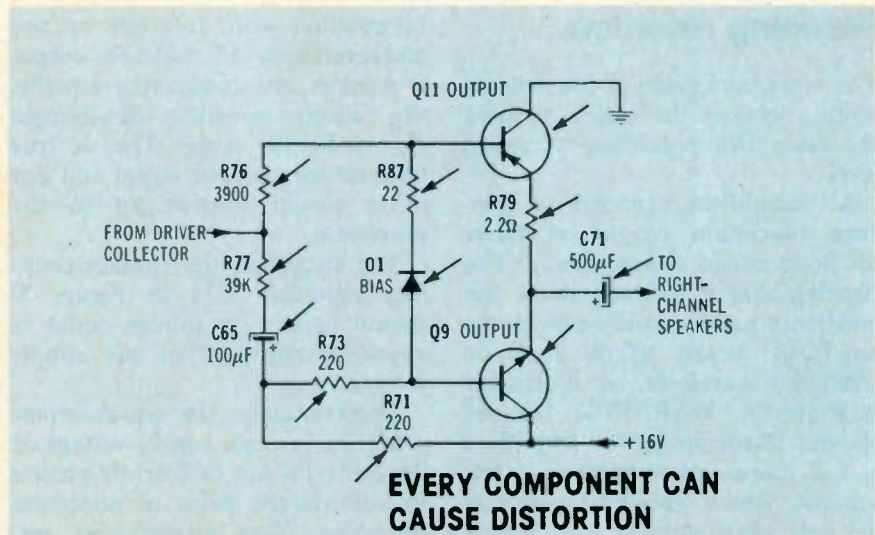 Q11 OUTPUT
R76
3900
R87
22
R79
2.2Ω
FROM DRIVER
COLLECTOR
C71
500μF
TO
RIGHT-
CHANNEL
SPEAKERS
+
R77
39K
O1
BIAS
C65
100μF
+
R73
220
Q9 OUTPUT
R71
220
+16V
EVERY COMPONENT CAN
CAUSE DISTORTION